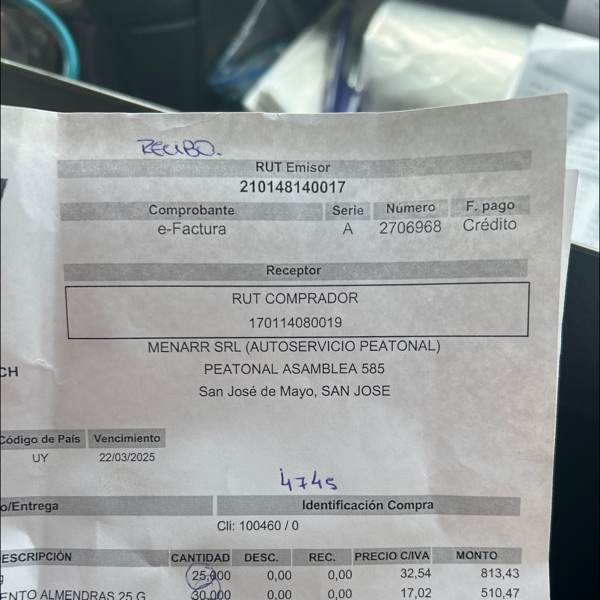 RECIBO.
RUT Emisor
210148140017
Comprobante Serie Número F. pago
e-Factura A 2706968 Crédito
Receptor
RUT COMPRADOR
170114080019
MENARR SRL (AUTOSERVICIO PEATONAL)
PEATONAL ASAMBLEA 585
CH
San José de Mayo, SAN JOSE
Código de País Vencimiento
UY 22/03/2025
4745
o/Entrega Identificación Compra
Cli: 100460 / 0
ESCRIPCIÓN CANTIDAD DESC. REC. PRECIO C/IVA MONTO
g 25,000 0,00 0,00 32,54 813,43
ENTO ALMENDRAS 25 G 30,000 0,00 0,00 17,02 510,47